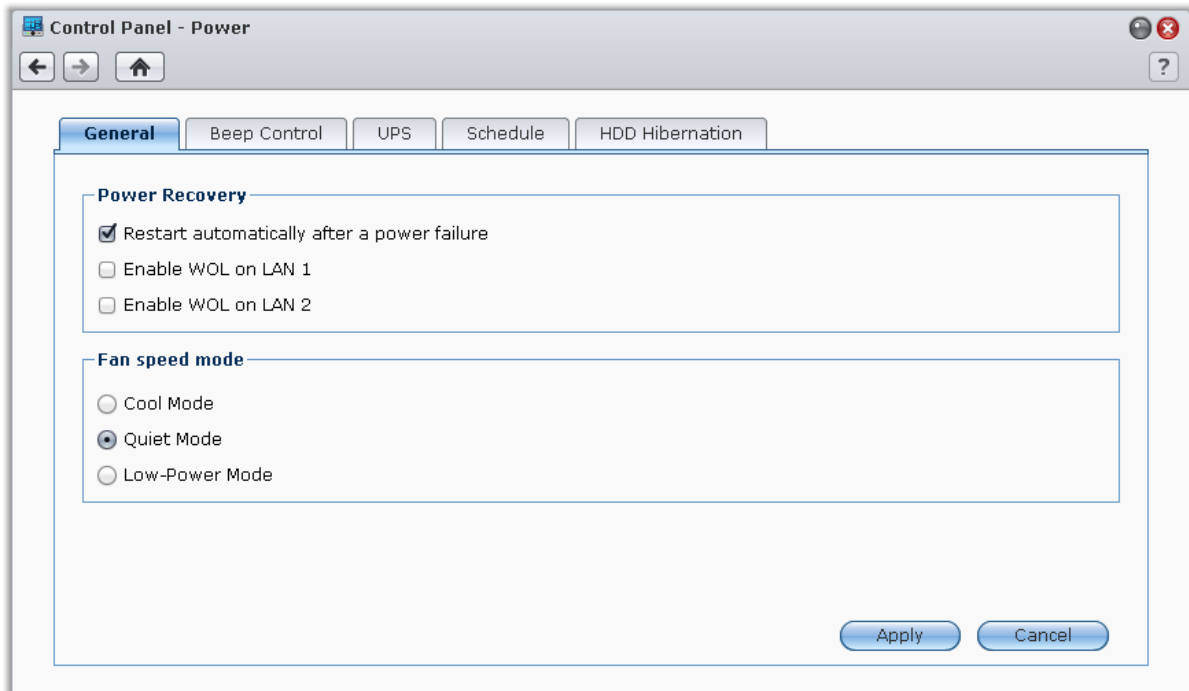 Control Panel - Power
?
General Beep Control UPS Schedule HDD Hibernation
Power Recovery
Restart automatically after a power failure
Enable WOL on LAN 1
Enable WOL on LAN 2
Fan speed mode
Cool Mode
Quiet Mode
Low-Power Mode
Apply Cancel